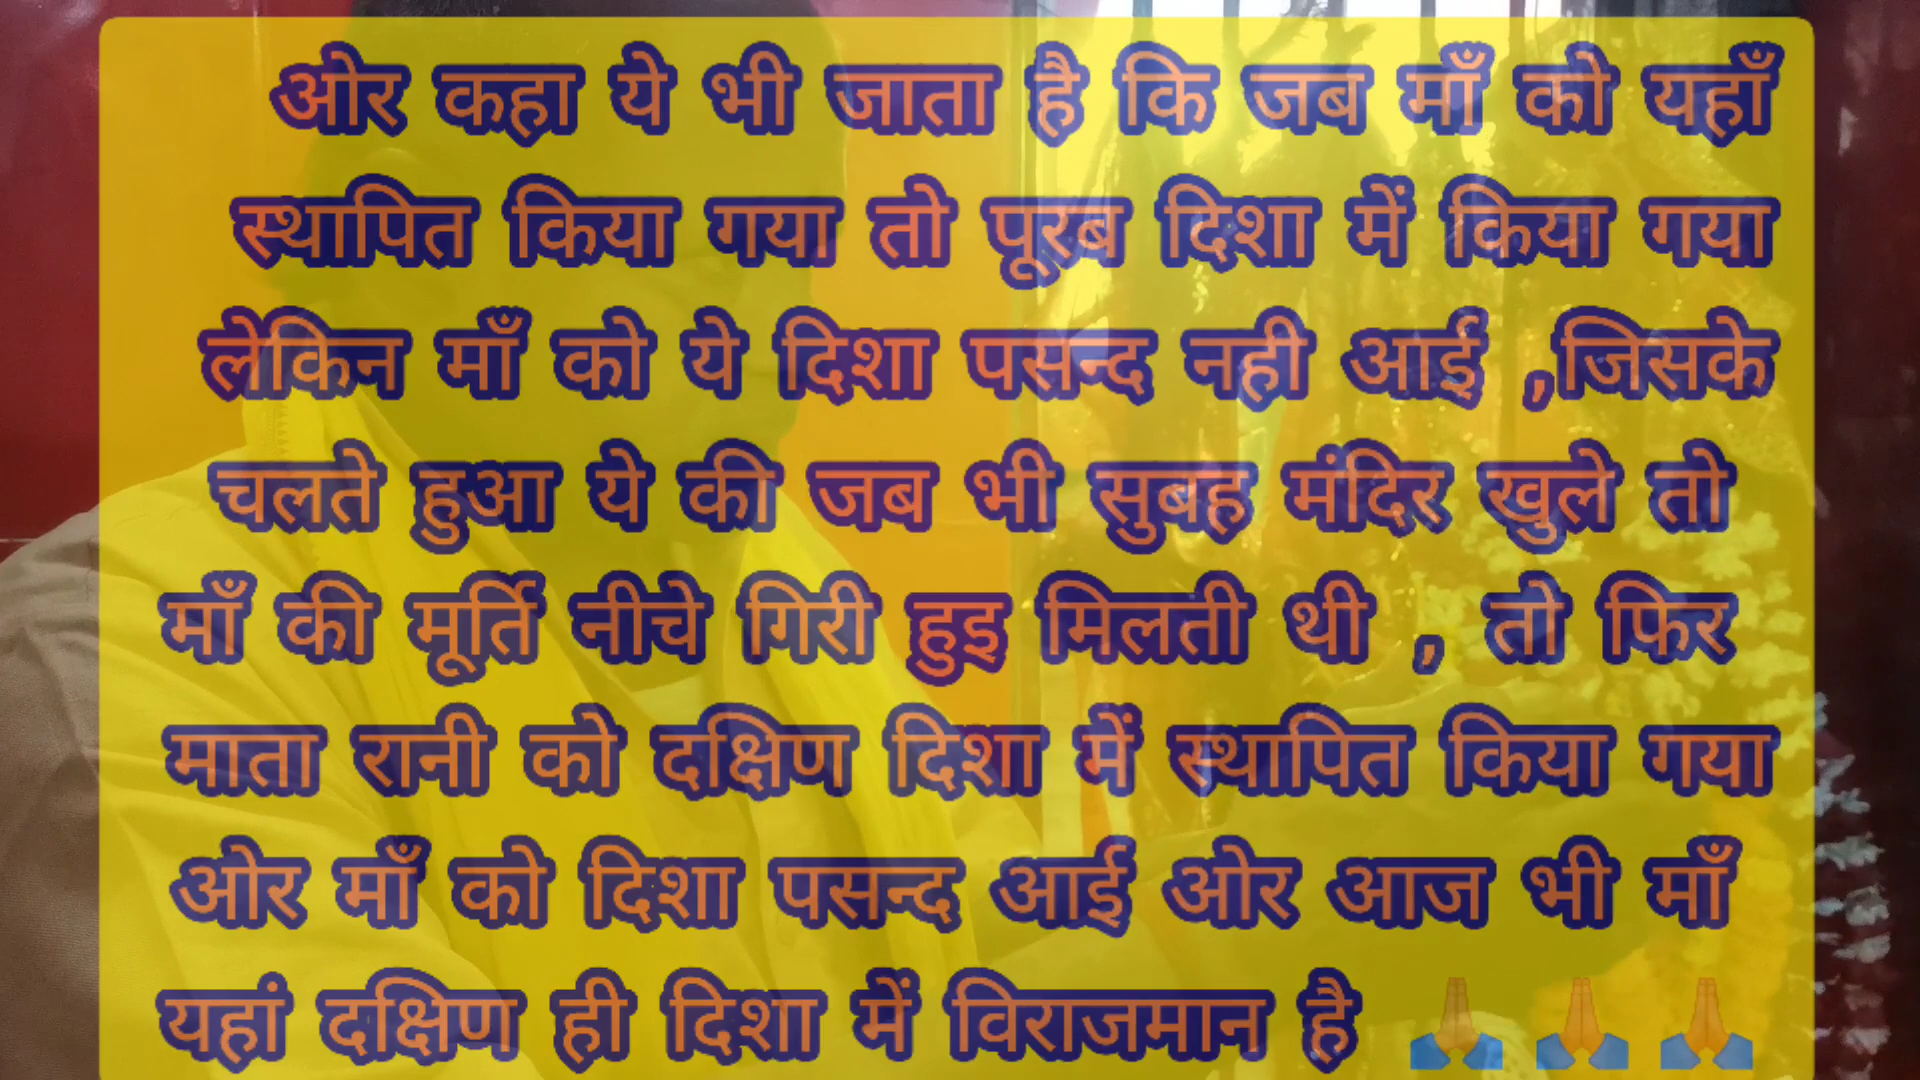 ओर कहा ये भी जाता है कि जब माँ को यहाँ
स्थापित किया गया तो पूरब दिशा में किया गया
लेकिन माँ को ये दिशा पसन्द नही आई ,जिसके
चलते हुआ ये की जब भी सुबह मंदिर खुले तो
माँ की मूर्ति नीचे गिरी हुइ मिलती थी , तो फिर
माता रानी को दक्षिण दिशा में स्थापित किया गया
ओर माँ को दिशा पसन्द आई ओर आज भी माँ
यहां दक्षिण ही दिशा में विराजमान है 🙏🙏🙏